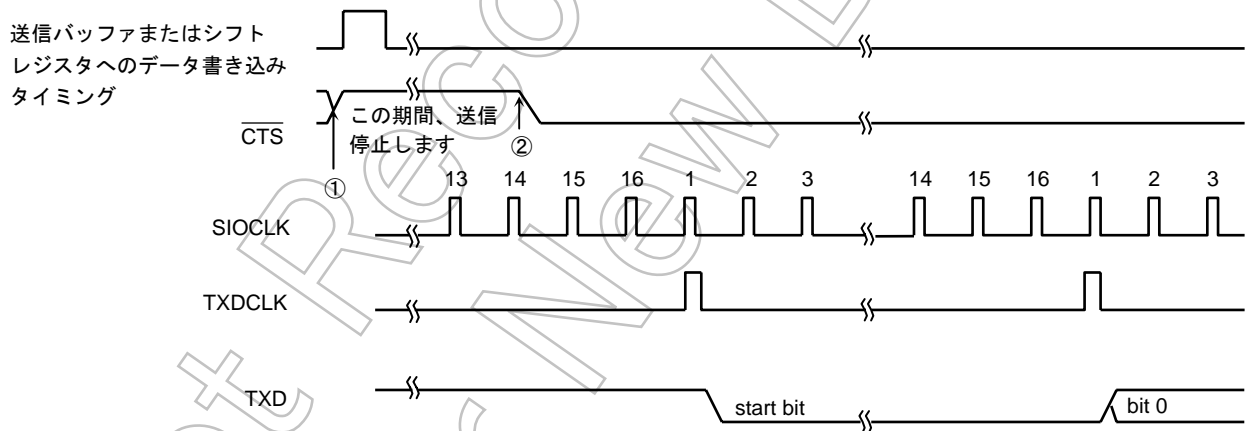 送信バッファまたはシフト
レジスタへのデータ書き込み
タイミング
CTS
この期間、送信
停止します
①
②
13 14 15 16 1 2 3 14 15 16 1 2 3
SIOCLK
TXDCLK
TXD
start bit
bit 0